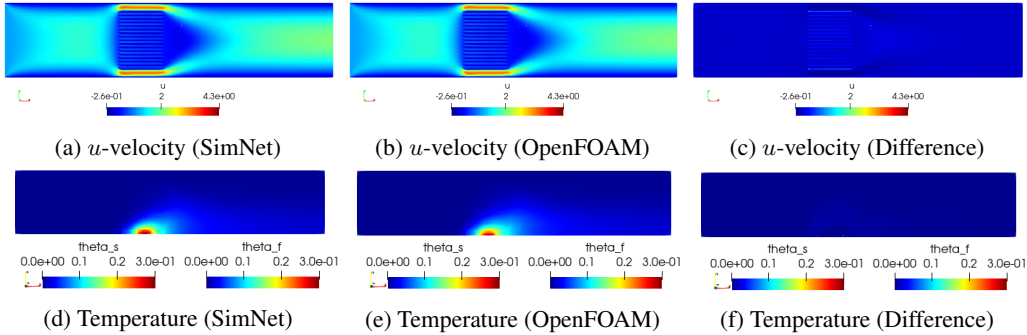 u u u
-2.6e-01 2 4.3e+00 -2.6e-01 2 4.3e+00 -2.6e-01 2 4.3e+00
(a) u-velocity (SimNet) (b) u-velocity (OpenFOAM) (c) u-velocity (Difference)
theta_s theta_f theta_s theta_f theta_s theta_f
0.0e+00 0.1 0.2 3.0e-01 0.0e+00 0.1 0.2 3.0e-01 0.0e+00 0.1 0.2 3.0e-01 0.0e+00 0.1 0.2 3.0e-01 0.0e+00 0.1 0.2 3.0e-01 0.0e+00 0.1 0.2 3.0e-01
(d) Temperature (SimNet) (e) Temperature (OpenFOAM) (f) Temperature (Difference)